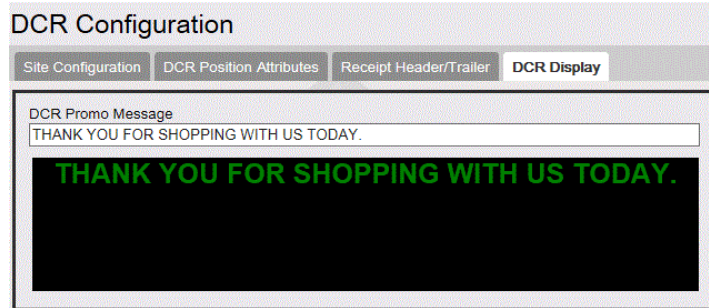 DCR Configuration
Site Configuration DCR Position Attributes Receipt Header/Trailer DCR Display
DCR Promo Message
THANK YOU FOR SHOPPING WITH US TODAY.
THANK YOU FOR SHOPPING WITH US TODAY.